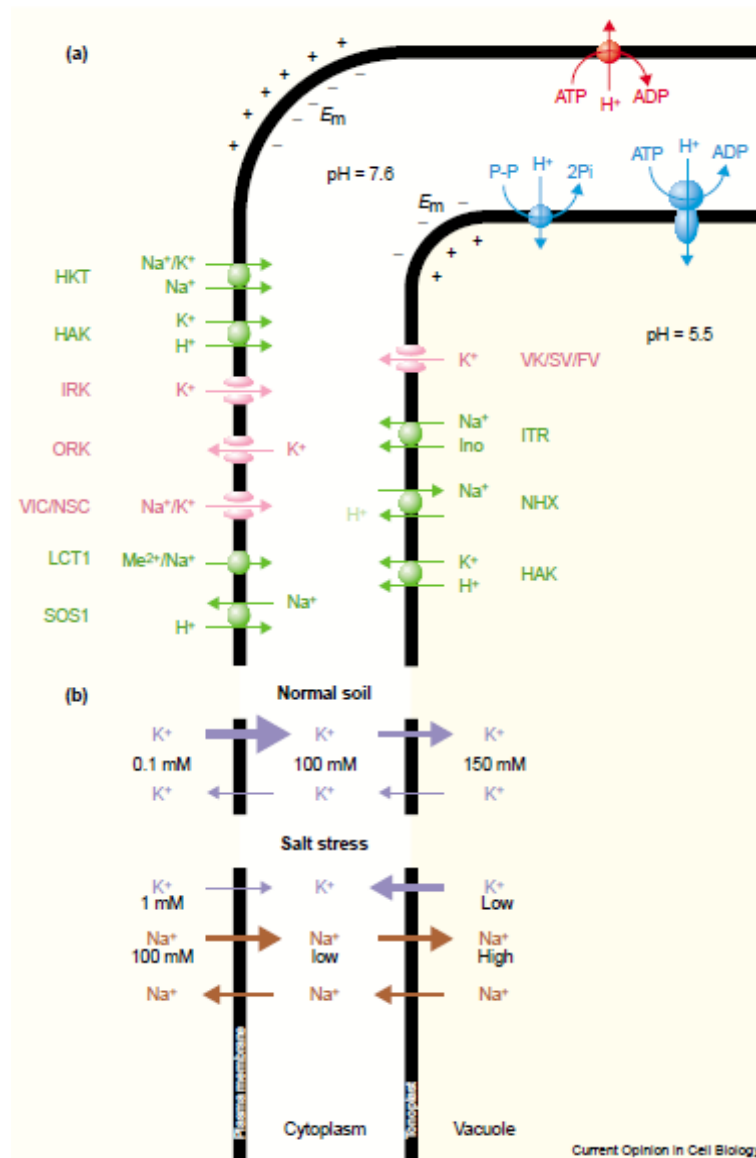 (a)
+ + + + + + +
– – – – –
Em
ATP H⁺ ADP
pH = 7.6
P-P H⁺ 2Pi
ATP H⁺ ADP
Em
– – –
+ + + +
pH = 5.5
HKT Na⁺/K⁺
Na⁺
HAK K⁺
H⁺
K⁺ VK/SV/FV
IRK K⁺
Na⁺
Ino ITR
ORK K⁺
VIC/NSC Na⁺/K⁺
Na⁺ NHX
H⁺
LCT1 Me²⁺/Na⁺
K⁺
H⁺ HAK
SOS1 Na⁺
H⁺
(b)
Normal soil
K⁺ K⁺ K⁺
0.1 mM 100 mM 150 mM
K⁺ K⁺ K⁺
Salt stress
K⁺ K⁺ K⁺
1 mM Low
Na⁺ Na⁺ Na⁺
100 mM low High
Na⁺ Na⁺ Na⁺
Plasma membrane
Tonoplast
Cytoplasm Vacuole
Current Opinion in Cell Biology